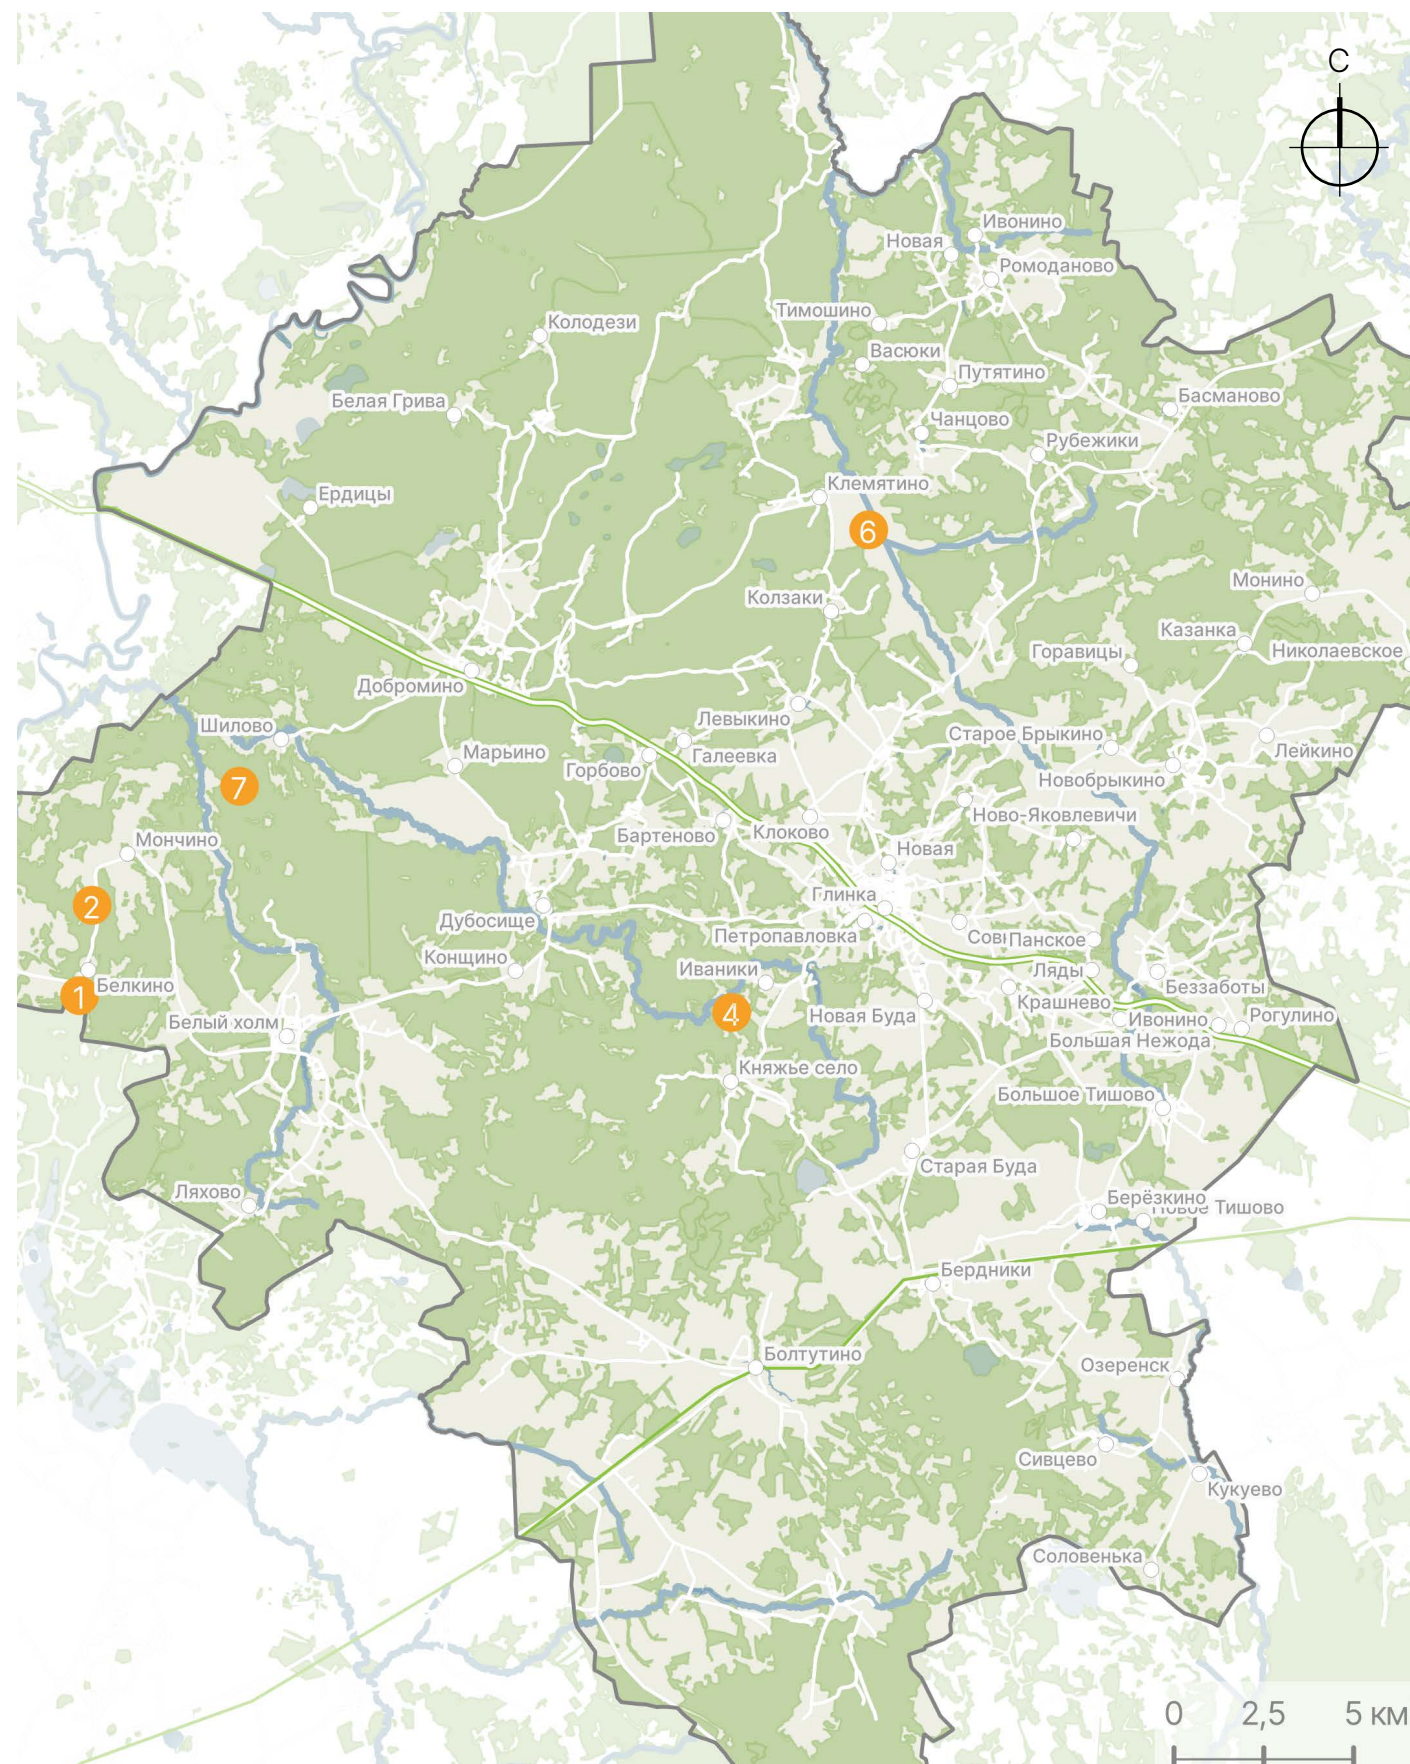 С
Ивонино
Новая
Ромоданово
Тимошино
Колодези
Васюки
Путятино
Белая Грива
Басманово
Чанцово
Рубежики
Клемятино
Ердицы
6
Монино
Колзаки
Казанка
Горавицы
Николаевское
Добромино
Левыкино
Шилово
Старое Брыкино
Марьино
Галеевка
Лейкино
Горбово
Новобрыкино
7
Ново-Яковлевичи
Бартеново
Клоково
Мончино
Новая
Глинка
2
Дубосище
Петропавловка
Сов
Панское
Конщино
Иваники
Ляды
Белкино
1
Беззаботы
Крашнево
4
Новая Буда
Рогулино
Белый холм
Ивонино
Большая Нежода
Княжье село
Большое Тишово
Старая Буда
Ляхово
Берёзкино
Новое Тишово
Бердники
Болтутино
Озеренск
Сивцево
Кукуево
Соловенька
0 2,5 5 км